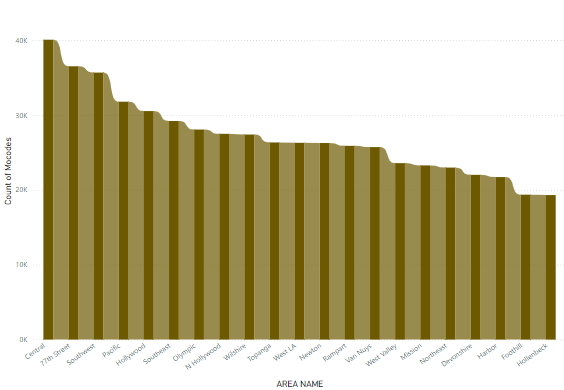 40K
30K
20K
10K
0K
Count of Mocodes
Central
77th Street
Southwest
Pacific
Hollywood
Southeast
Olympic
N Hollywood
Wilshire
Topanga
West LA
Newton
Rampart
Van Nuys
West Valley
Mission
Northeast
Devonshire
Harbor
Foothill
Hollenbeck
AREA NAME